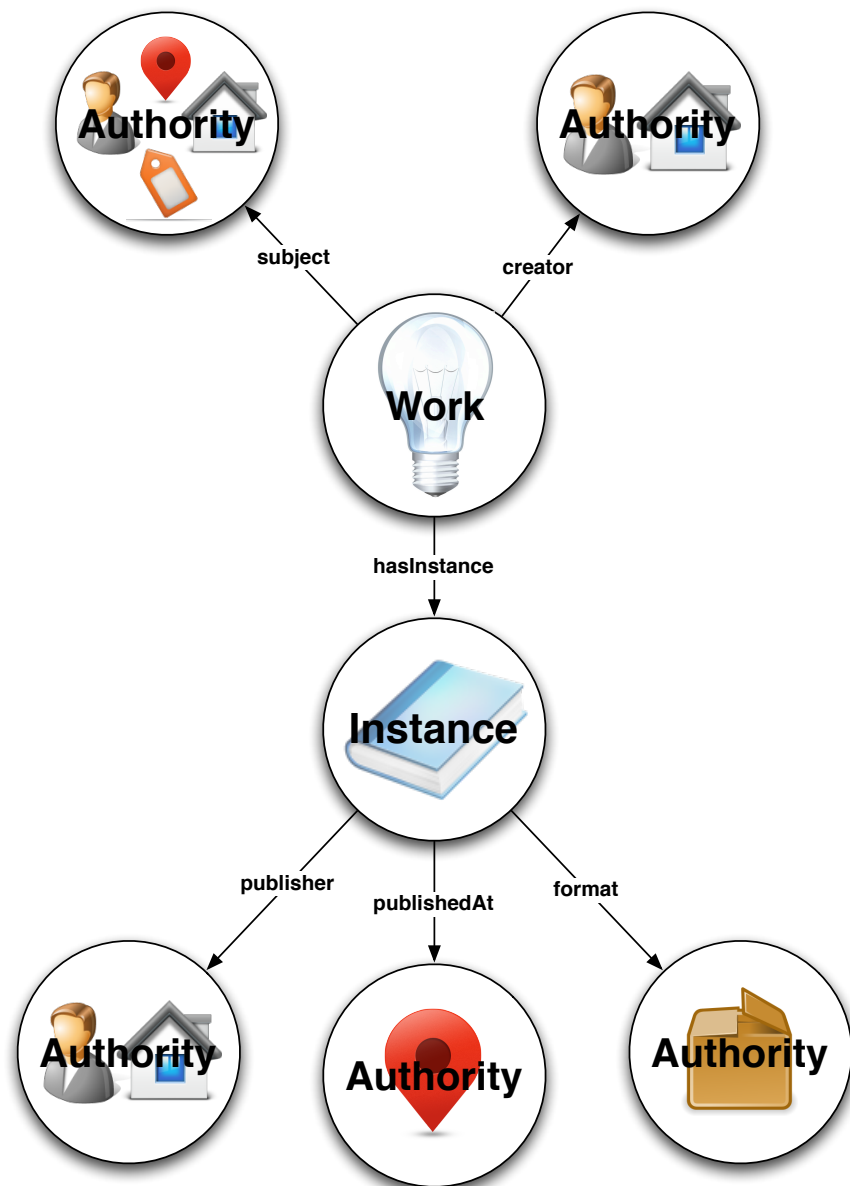 Authority
Authority
subject
creator
Work
hasInstance
Instance
publisher
publishedAt
format
Authority
Authority
Authority